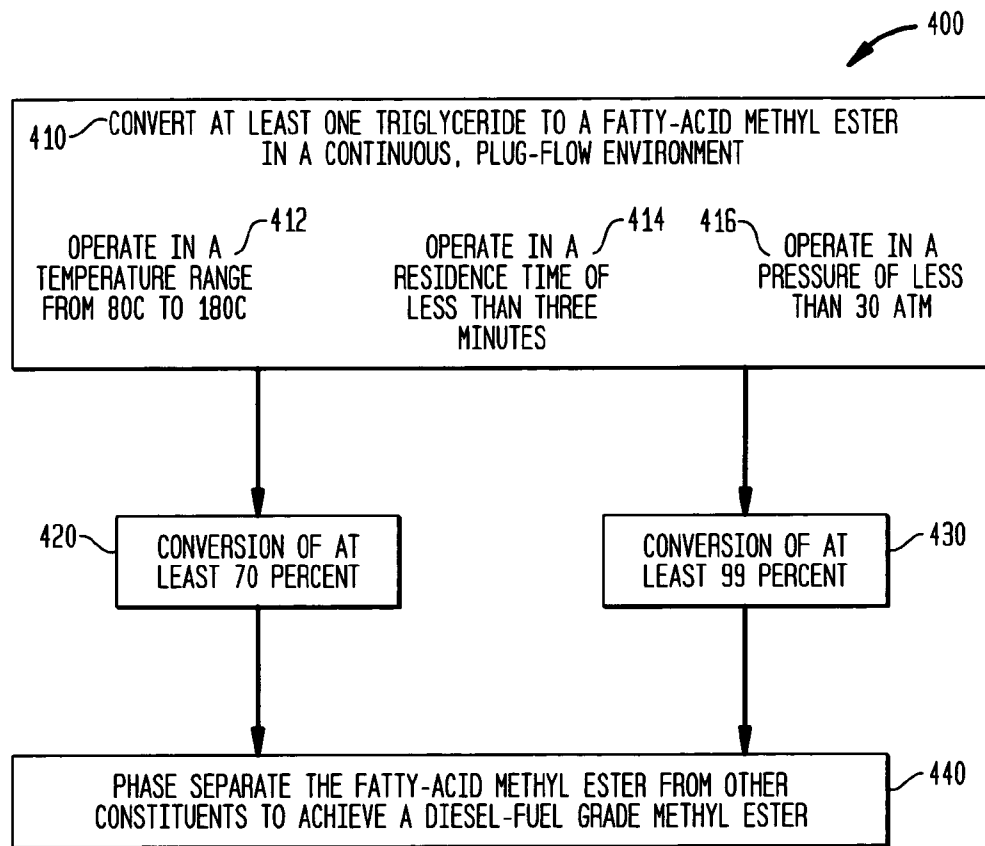 400
410 CONVERT AT LEAST ONE TRIGLYCERIDE TO A FATTY-ACID METHYL ESTER
IN A CONTINUOUS, PLUG-FLOW ENVIRONMENT
412
OPERATE IN A
TEMPERATURE RANGE
FROM 80C TO 180C
414
OPERATE IN A
RESIDENCE TIME OF
LESS THAN THREE
MINUTES
416
OPERATE IN A
PRESSURE OF LESS
THAN 30 ATM
420
CONVERSION OF AT
LEAST 70 PERCENT
430
CONVERSION OF AT
LEAST 99 PERCENT
440
PHASE SEPARATE THE FATTY-ACID METHYL ESTER FROM OTHER
CONSTITUENTS TO ACHIEVE A DIESEL-FUEL GRADE METHYL ESTER